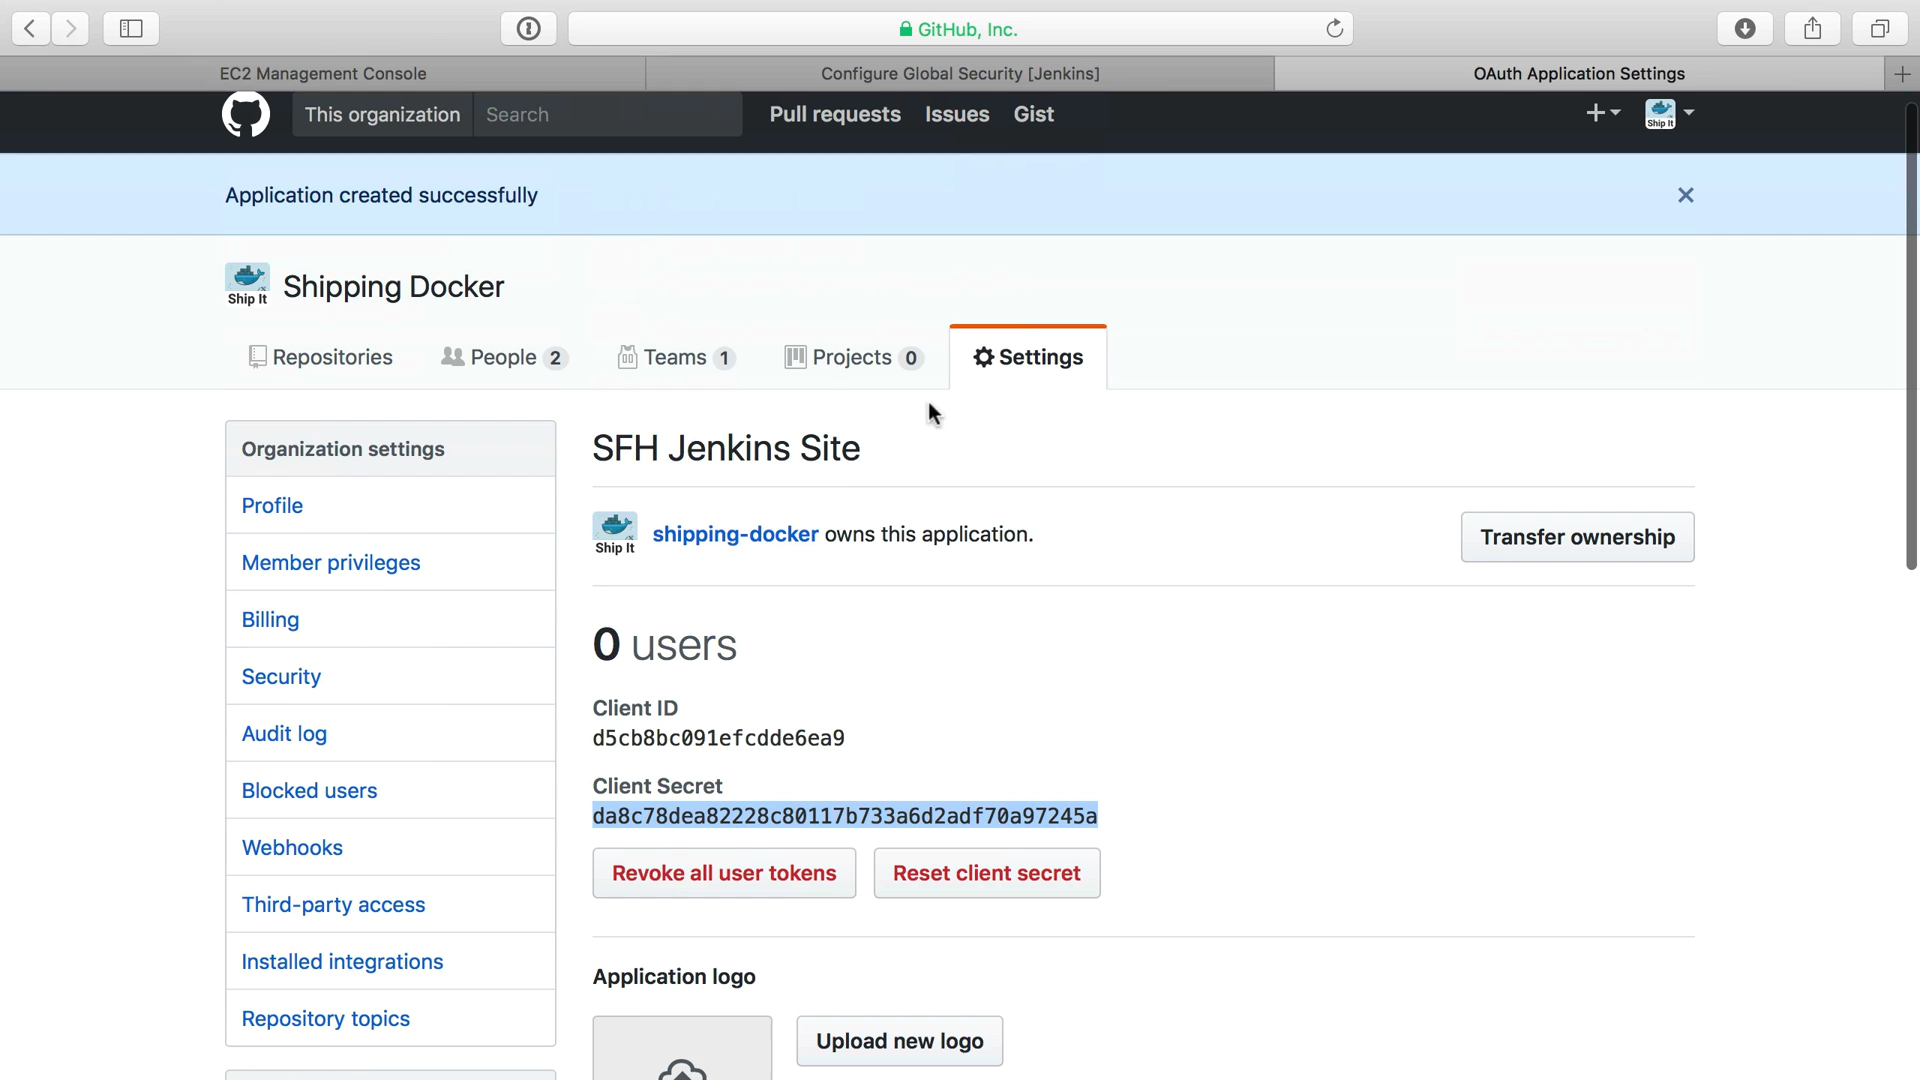 GitHub, Inc.
EC2 Management Console
Configure Global Security [Jenkins]
OAuth Application Settings
This organization
Search
Pull requests
Issues
Gist
Ship It
Application created successfully
Ship It
Shipping Docker
Repositories
People 2
Teams 1
Projects 0
Settings
Organization settings
Profile
Member privileges
Billing
Security
Audit log
Blocked users
Webhooks
Third-party access
Installed integrations
Repository topics
SFH Jenkins Site
Ship It
shipping-docker owns this application.
Transfer ownership
0 users
Client ID
d5cb8bc091efcdde6ea9
Client Secret
da8c78dea82228c80117b733a6d2adf70a97245a
Revoke all user tokens
Reset client secret
Application logo
Upload new logo